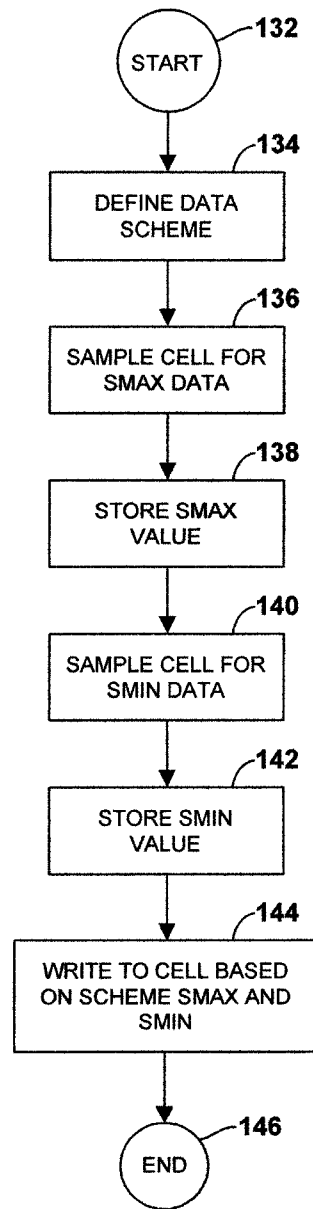 132
START
134
DEFINE DATA
SCHEME
136
SAMPLE CELL FOR
SMAX DATA
138
STORE SMAX
VALUE
140
SAMPLE CELL FOR
SMIN DATA
142
STORE SMIN
VALUE
144
WRITE TO CELL BASED
ON SCHEME SMAX AND
SMIN
146
END